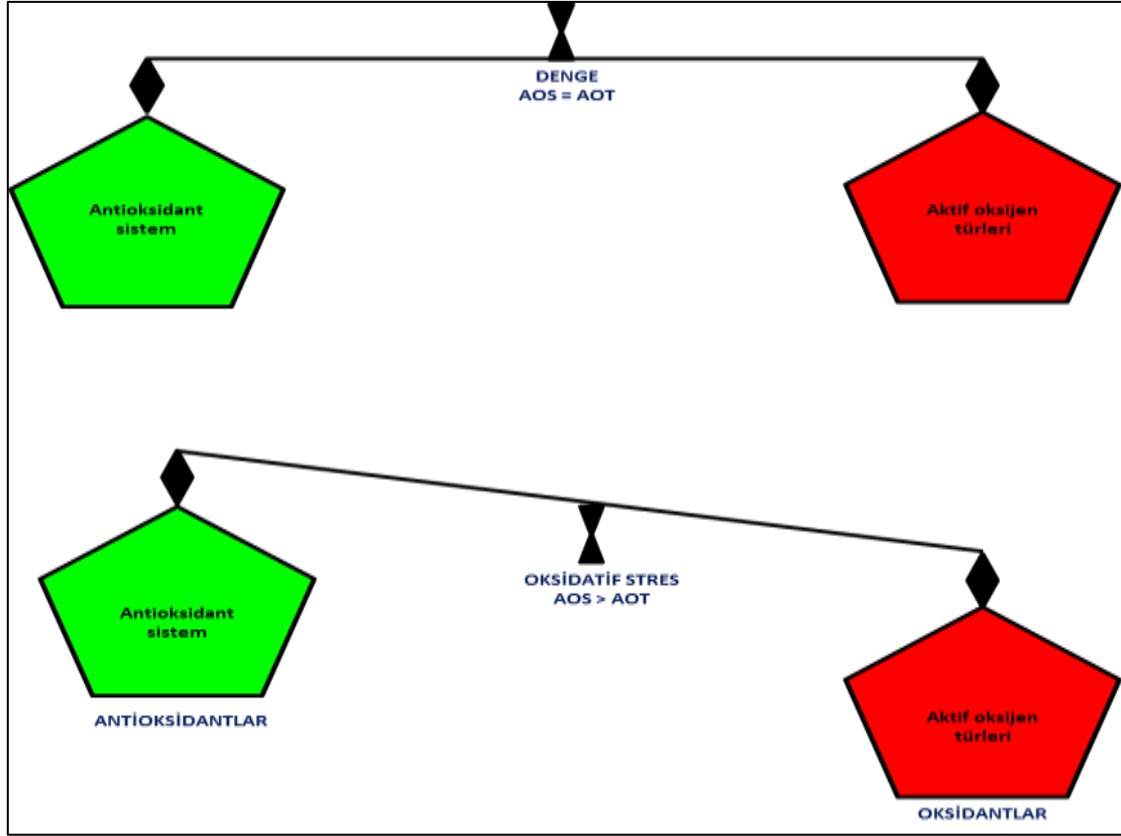 DENGE
AOS = AOT
Antioksidant
sistem
Aktif oksijen
türleri
OKSİDATİF STRES
AOS > AOT
Antioksidant
sistem
ANTİOKSİDANTLAR
Aktif oksijen
türleri
OKSİDANTLAR